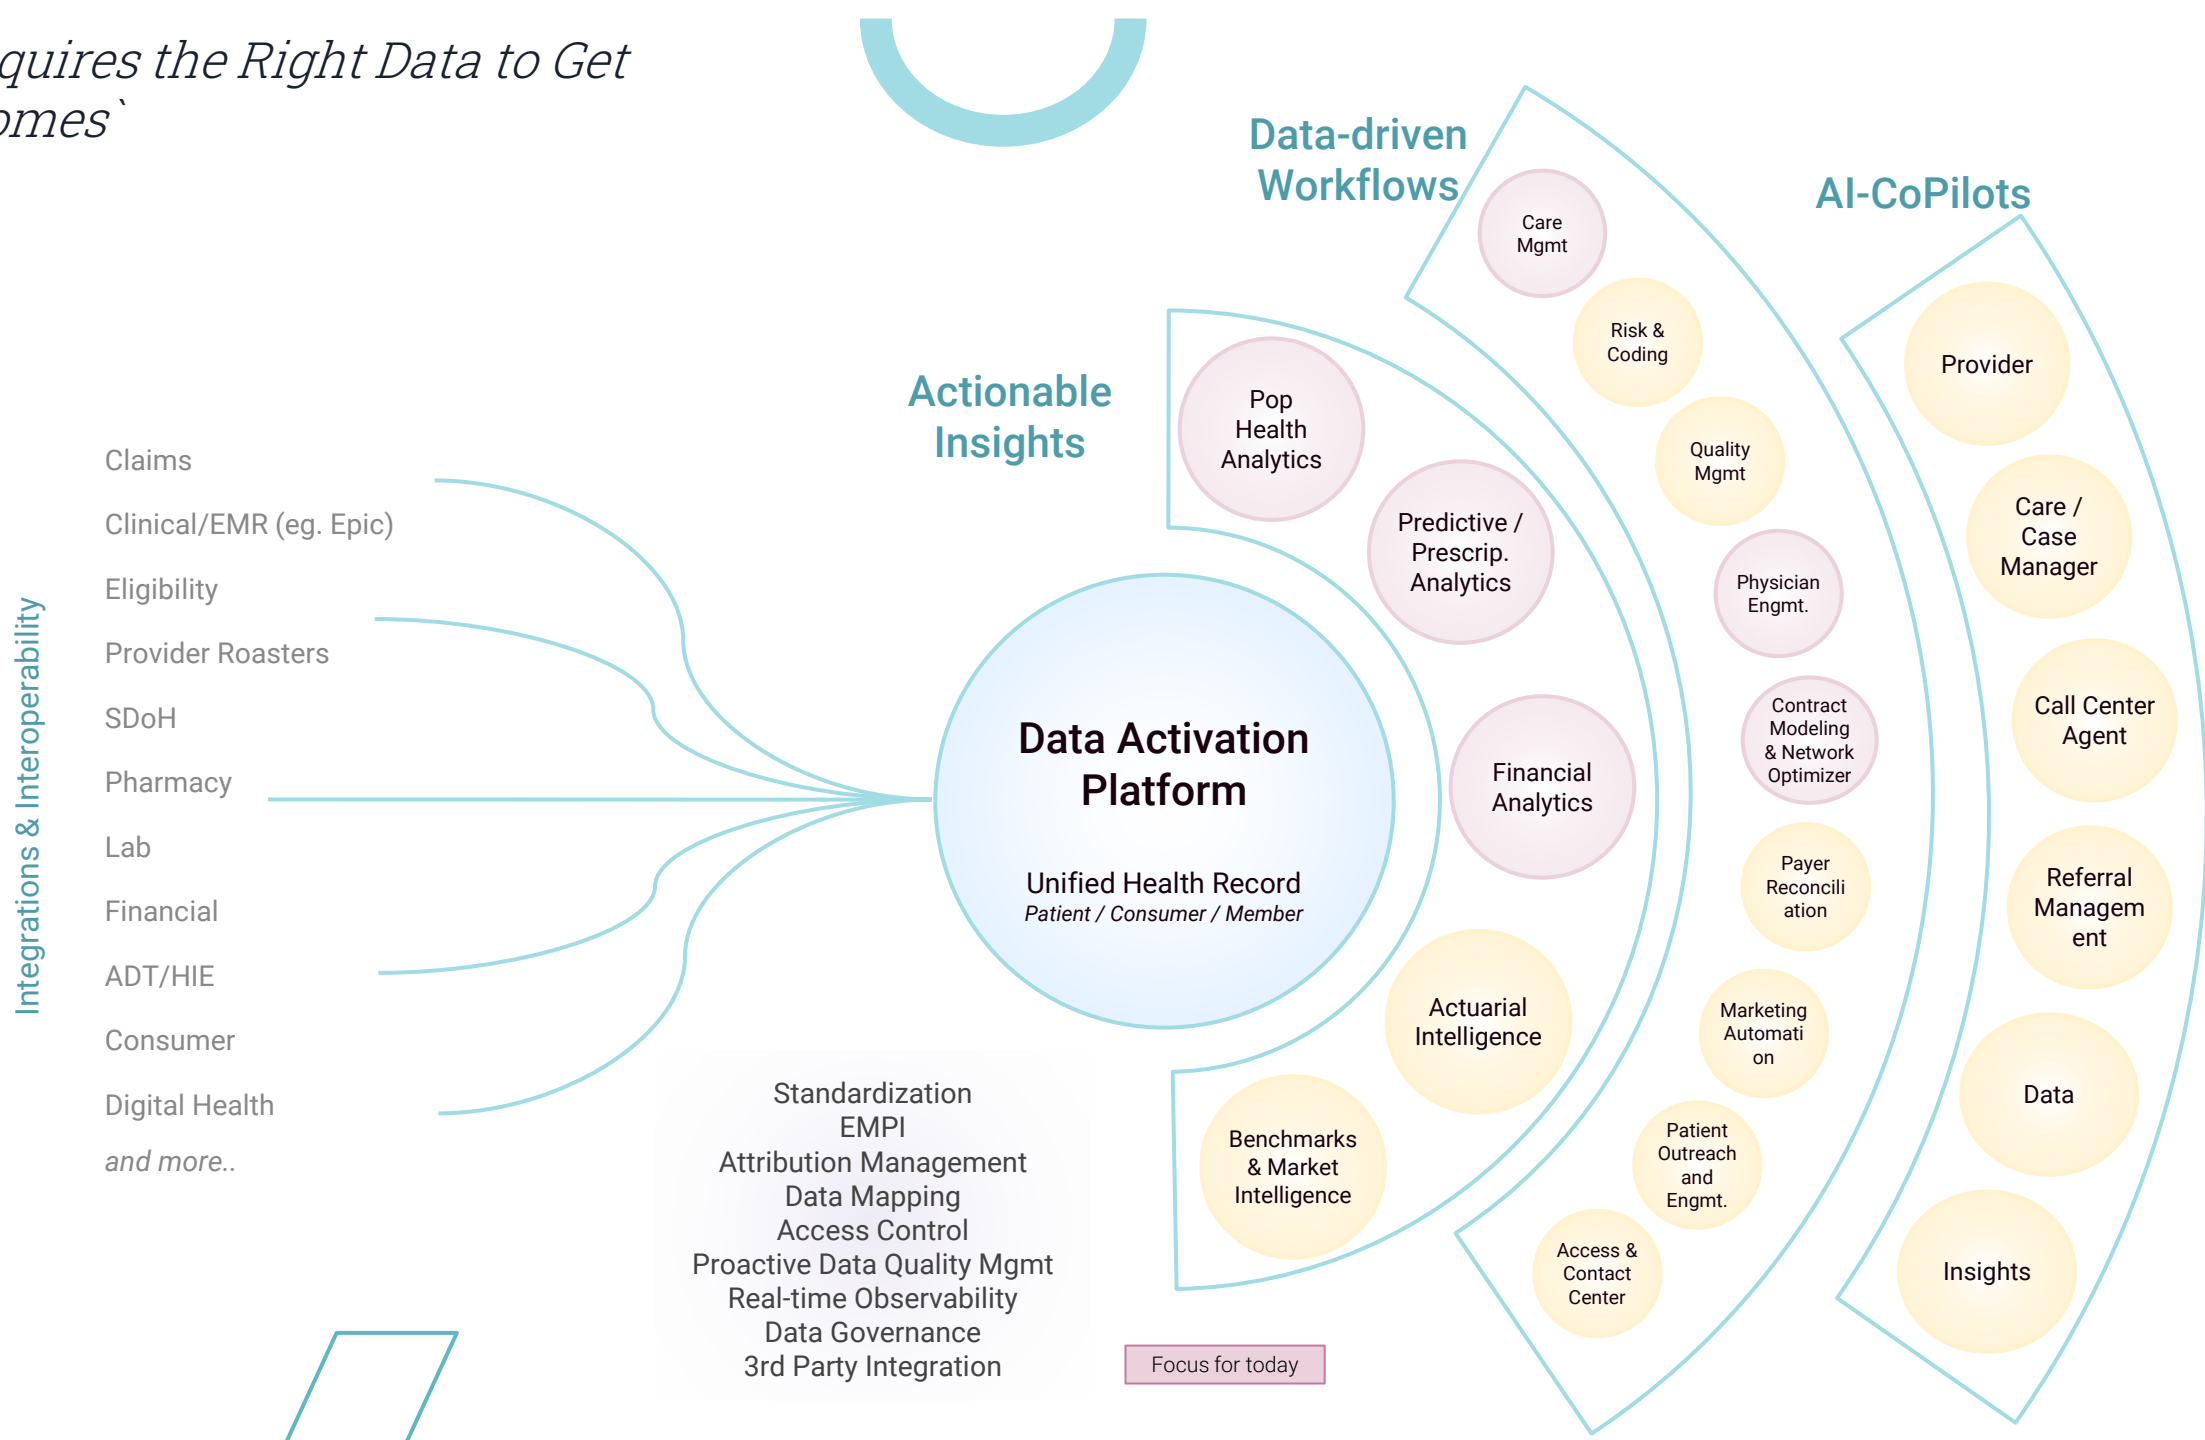 quires the Right Data to Get
omes`
Data-driven
Workflows
AI-CoPilots
Actionable
Insights
Integrations & Interoperability
Claims
Clinical/EMR (eg. Epic)
Eligibility
Provider Roasters
SDoH
Pharmacy
Lab
Financial
ADT/HIE
Consumer
Digital Health
and more..
Data Activation
Platform
Unified Health Record
Patient / Consumer / Member
Standardization
EMPI
Attribution Management
Data Mapping
Access Control
Proactive Data Quality Mgmt
Real-time Observability
Data Governance
3rd Party Integration
Focus for today
Pop
Health
Analytics
Predictive /
Prescrip.
Analytics
Financial
Analytics
Actuarial
Intelligence
Benchmarks
& Market
Intelligence
Care
Mgmt
Risk &
Coding
Quality
Mgmt
Physician
Engmt.
Contract
Modeling
& Network
Optimizer
Payer
Reconcili
ation
Marketing
Automati
on
Patient
Outreach
and
Engmt.
Access &
Contact
Center
Provider
Care /
Case
Manager
Call Center
Agent
Referral
Managem
ent
Data
Insights